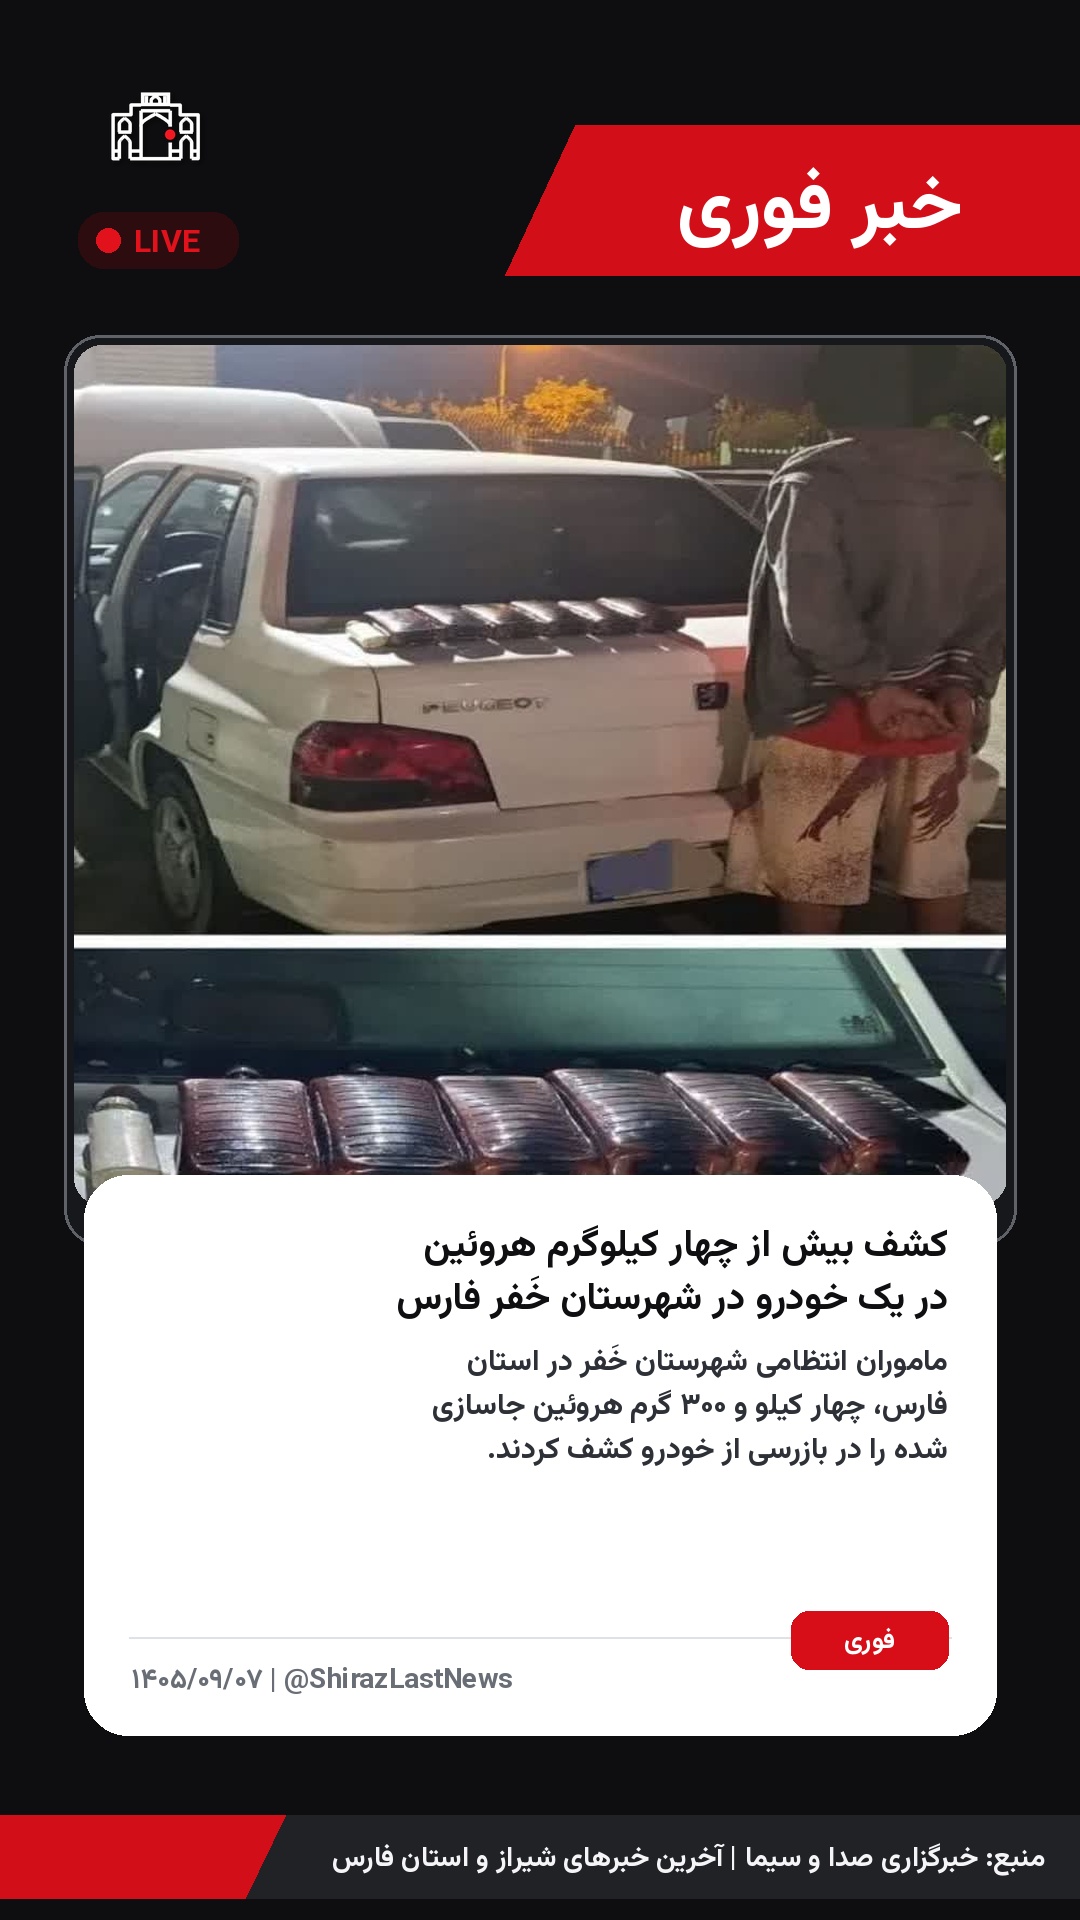 خبر فوری
LIVE
PEUGEOT
کشف بیش از چهار کیلوگرم هروئین
در یک خودرو در شهرستان خَفر فارس
ماموران انتظامی شهرستان خَفر در استان
فارس، چهار کیلو و ۳۰۰ گرم هروئین جاسازی
شده را در بازرسی از خودرو کشف کردند.
فوری
۱۴۰۵/۰۹/۰۷ | @ShirazLastNews
منبع: خبرگزاری صدا و سیما | آخرین خبرهای شیراز و استان فارس